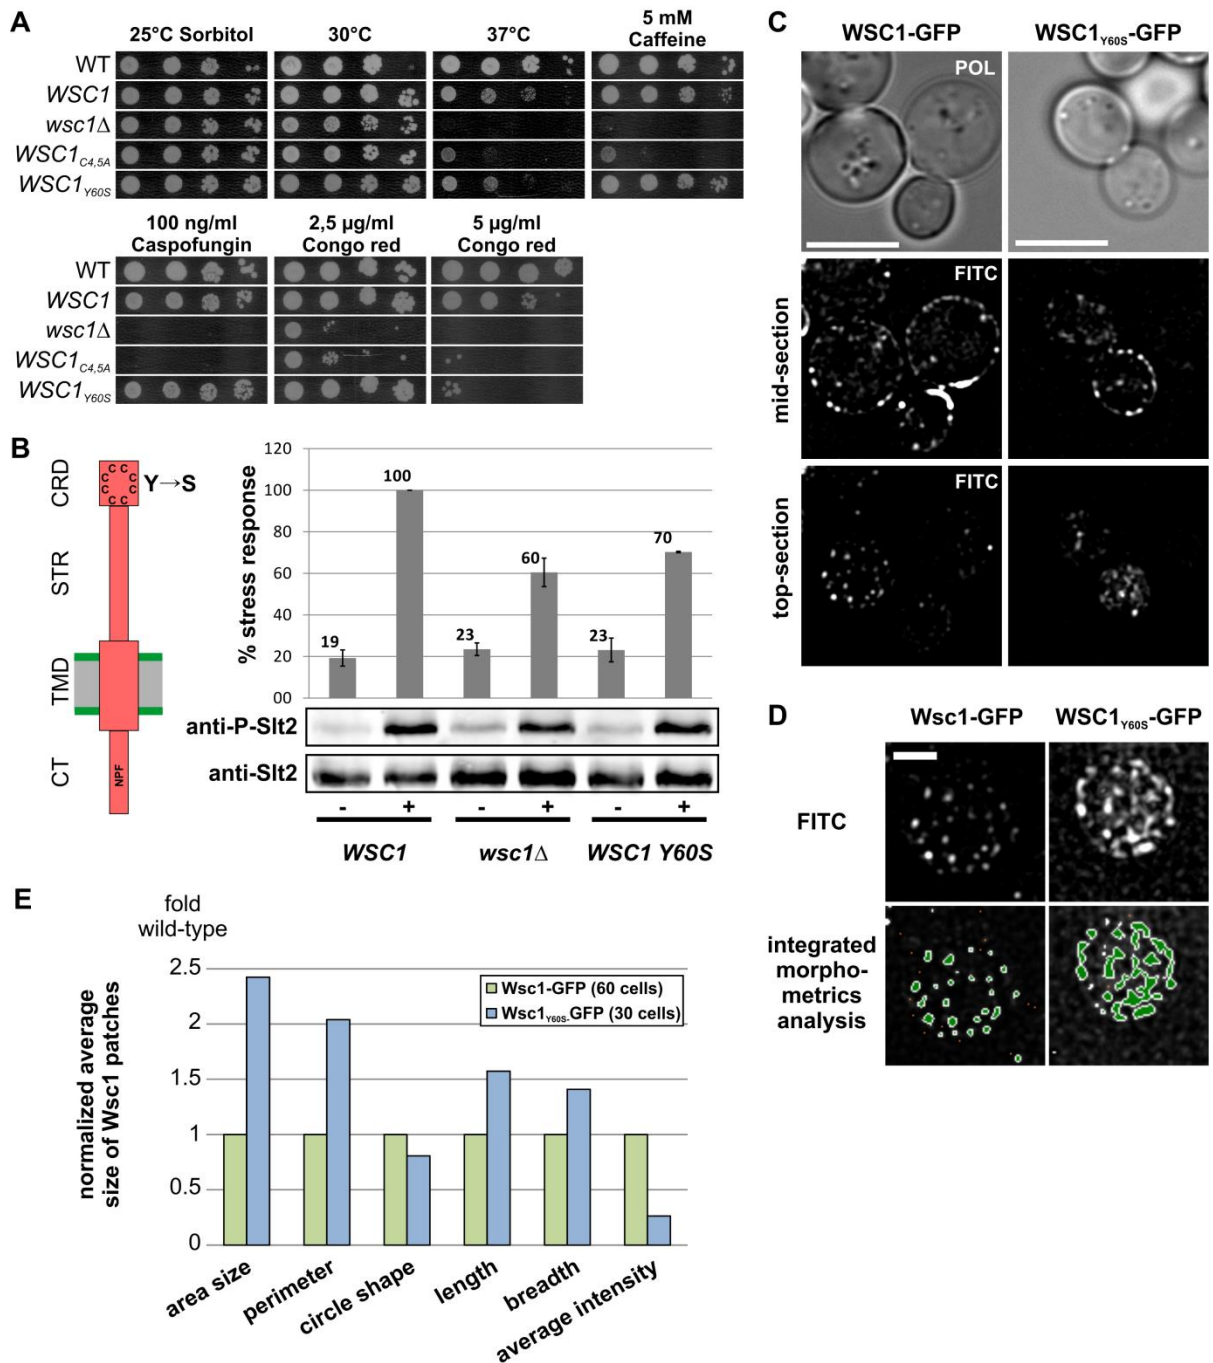 A
25°C Sorbitol
30°C
37°C
5 mM
Caffeine
WT
WSC1
wsc1Δ
WSC1C4,5A
WSC1Y60S
100 ng/ml
Caspofungin
2,5 µg/ml
Congo red
5 µg/ml
Congo red
WT
WSC1
wsc1Δ
WSC1C4,5A
WSC1Y60S
B
CRD
STR
TMD
CT
C C
C C
C C
C C
Y→S
NPF
% stress response
120
100
80
60
40
20
00
19
100
23
60
23
70
anti-P-Slt2
anti-Slt2
- + - + - +
WSC1
wsc1Δ
WSC1 Y60S
C
WSC1-GFP
WSC1Y60S-GFP
POL
FITC
mid-section
FITC
top-section
D
Wsc1-GFP
WSC1Y60S-GFP
FITC
integrated
morpho-
metrics
analysis
E
fold
wild-type
normalized average
size of Wsc1 patches
2.5
2
1.5
1
0.5
0
Wsc1-GFP (60 cells)
Wsc1Y60S-GFP (30 cells)
area size
perimeter
circle shape
length
breadth
average intensity